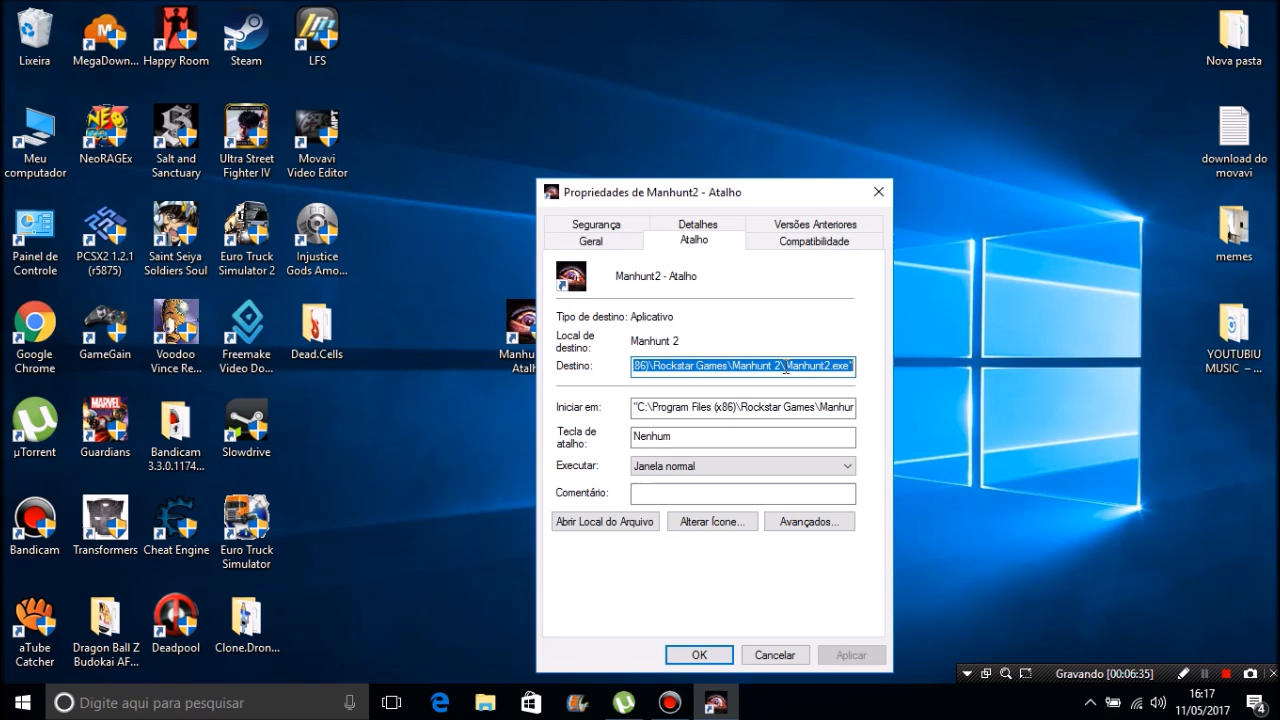 Lixeira
MegaDown...
Happy Room
Steam
LFS
Nova pasta
Meu
computador
NeoRAGEx
Salt and
Sanctuary
Ultra Street
Fighter IV
Movavi
Video Editor
download do
movavi
Painel de
Controle
PCSX2 1.2.1
(r5875)
Saint Seiya
Soldiers Soul
Euro Truck
Simulator 2
Injustice
Gods Amo...
memes
Google
Chrome
GameGain
Voodoo
Vince Re...
Freemake
Video Do...
Dead.Cells
YOUTUBIU
MUSIC –...
µTorrent
Guardians
Bandicam
3.3.0.1174...
Slowdrive
Bandicam
Transformers
Cheat Engine
Euro Truck
Simulator
aTube
Catcher
Dragon Ball Z
Budokai AF...
Deadpool
Clone.Dron...
Propriedades de Manhunt2 - Atalho
Segurança
Detalhes
Versões Anteriores
Geral
Atalho
Compatibilidade
Manhunt2 - Atalho
Tipo de destino: Aplicativo
Local de
destino:
Manhunt 2
Destino:
86)\Rockstar Games\Manhunt 2\Manhunt2.exe"
Iniciar em:
"C:\Program Files (x86)\Rockstar Games\Manhur
Tecla de
atalho:
Nenhum
Executar:
Janela normal
Comentário:
Abrir Local do Arquivo
Alterar Ícone...
Avançados...
OK
Cancelar
Aplicar
Gravando [00:06:35]
Digite aqui para pesquisar
16:17
11/05/2017
4